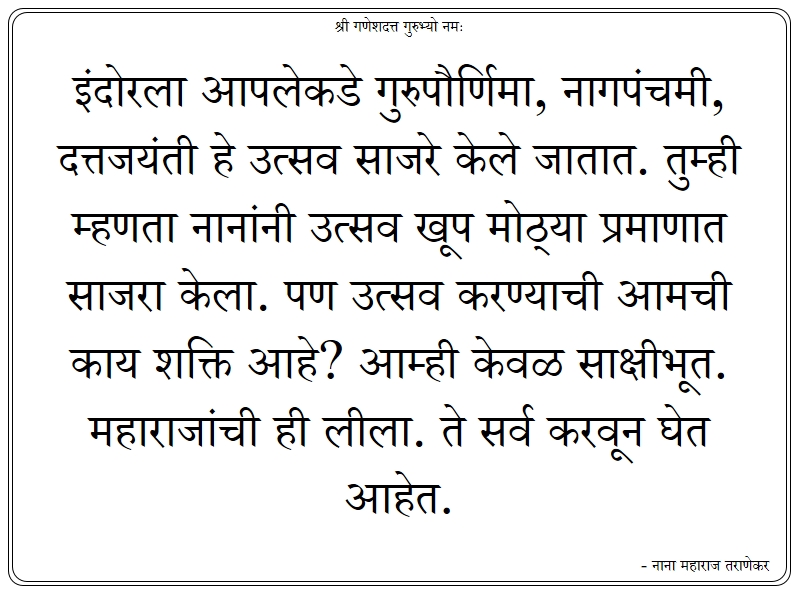 श्री गणेशदत्त गुरुभ्यो नमः
इंदोरला आपलेकडे गुरुपौर्णिमा, नागपंचमी,
दत्तजयंती हे उत्सव साजरे केले जातात. तुम्ही
म्हणता नानांनी उत्सव खूप मोठ्या प्रमाणात
साजरा केला. पण उत्सव करण्याची आमची
काय शक्ति आहे? आम्ही केवळ साक्षीभूत.
महाराजांची ही लीला. ते सर्व करवून घेत
आहेत.
- नाना महाराज तराणेकर